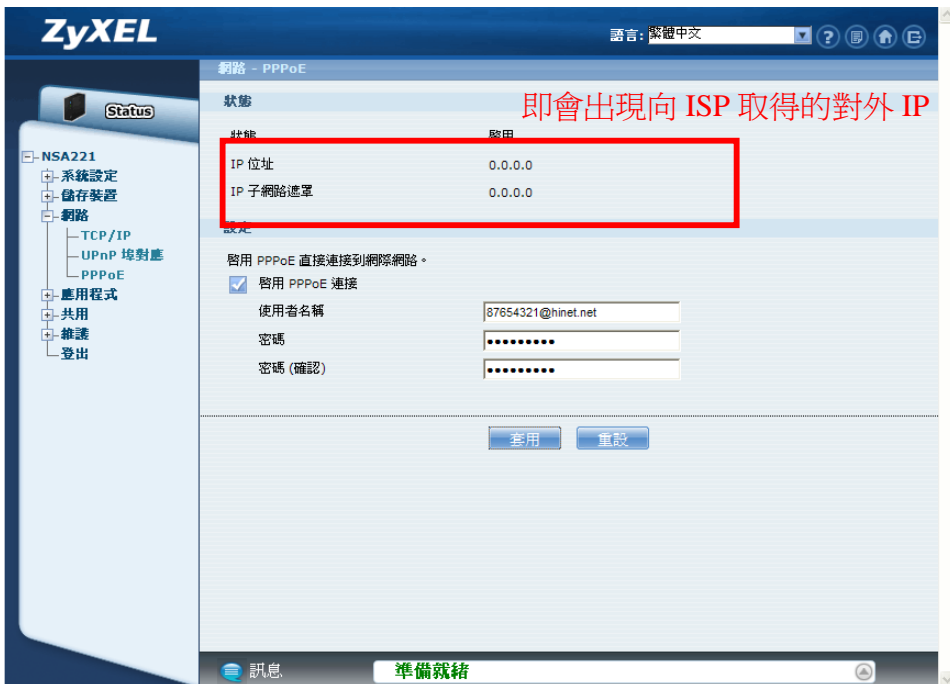 ZyXEL
語言: 繁體中文
網路 - PPPoE
Status
NSA221
系統設定
儲存裝置
網路
TCP/IP
UPnP 埠對應
PPPoE
應用程式
共用
維護
登出
狀態
即會出現向 ISP 取得的對外 IP
狀態 啓用
IP 位址 0.0.0.0
IP 子網路遮罩 0.0.0.0
設定
啓用 PPPoE 直接連接到網際網路。
啓用 PPPoE 連接
使用者名稱 87654321@hinet.net
密碼 •••••••••
密碼 (確認) •••••••••
套用 重設
訊息 準備就緒